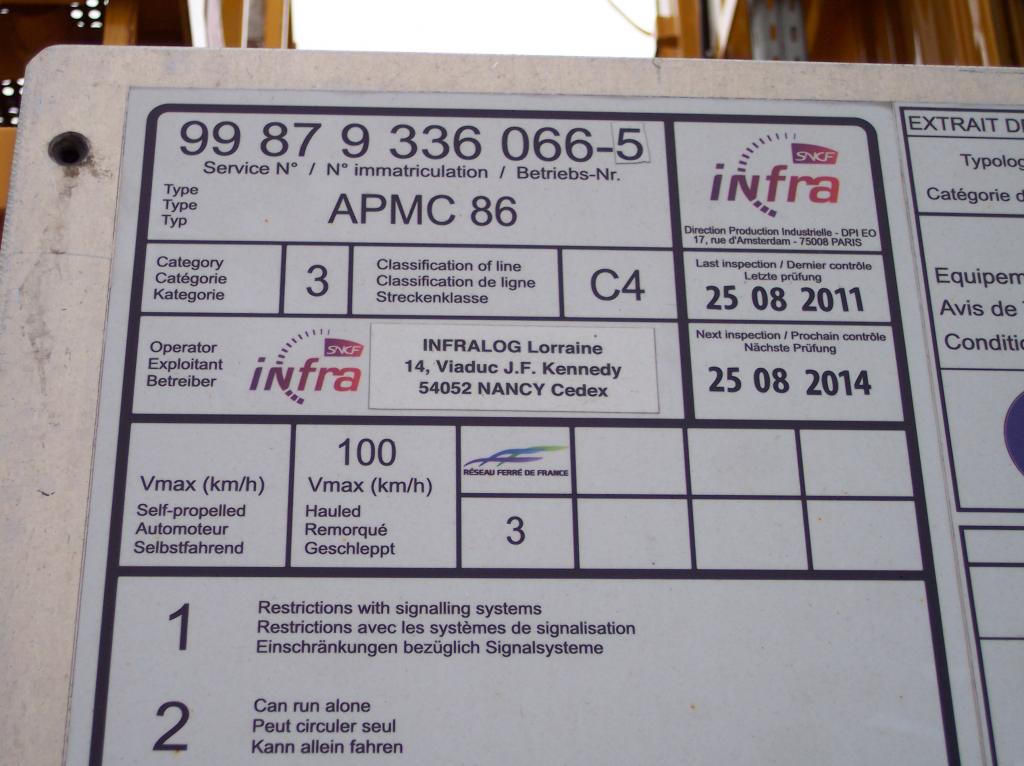 99 87 9 336 066-5
Service N° / N° immatriculation / Betriebs-Nr.
Type
Type
Typ
APMC 86
SNCF
infra
Direction Production Industrielle - DPI EO
17, rue d'Amsterdam - 75008 PARIS
Category
Catégorie
Kategorie
3
Classification of line
Classification de ligne
Streckenklasse
C4
Last inspection / Dernier contrôle
Letzte prüfung
25 08 2011
Operator
Exploitant
Betreiber
SNCF
infra
INFRALOG Lorraine
14, Viaduc J.F. Kennedy
54052 NANCY Cedex
Next inspection / Prochain contrôle
Nächste Prüfung
25 08 2014
Vmax (km/h)
Self-propelled
Automoteur
Selbstfahrend
100
Vmax (km/h)
Hauled
Remorqué
Geschleppt
RÉSEAU FERRÉ DE FRANCE
3
1
Restrictions with signalling systems
Restrictions avec les systèmes de signalisation
Einschränkungen bezüglich Signalsysteme
2
Can run alone
Peut circuler seul
Kann allein fahren
EXTRAIT
Typolog
Catégorie d
Equipem
Avis de
Conditio